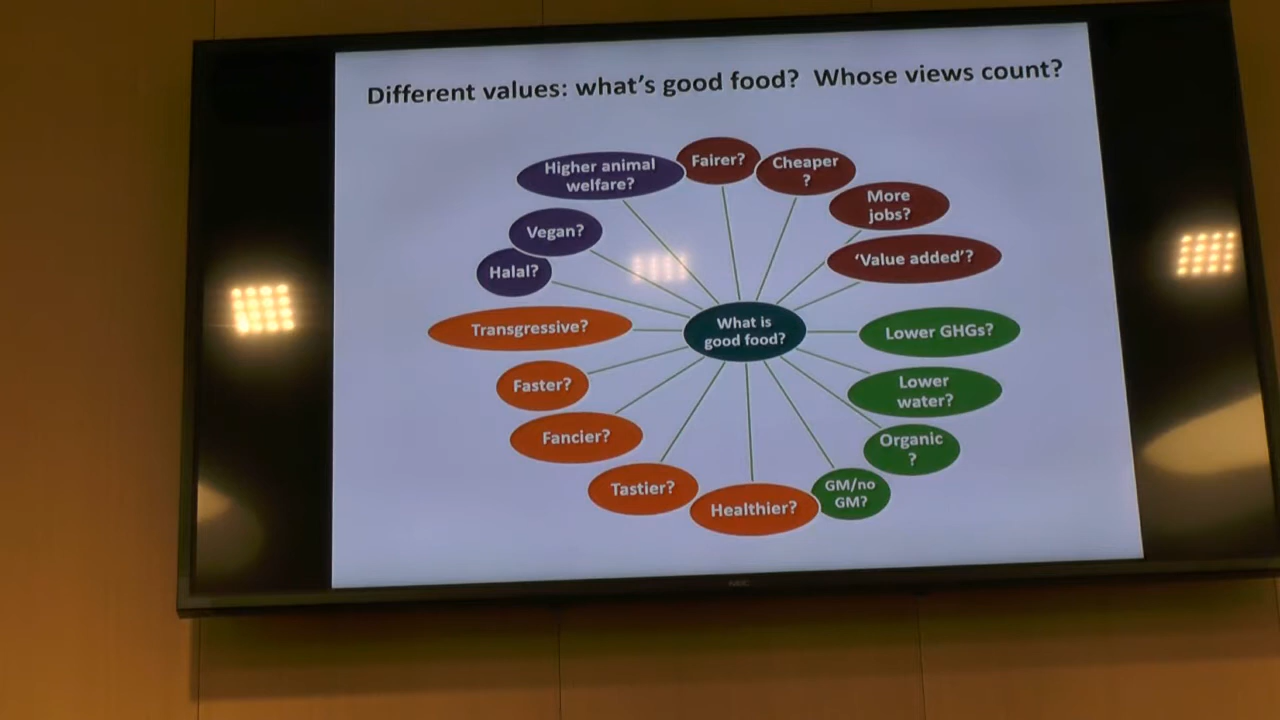 Different values: what's good food? Whose views count?
Higher animal
welfare?
Fairer?
Cheaper
?
More
jobs?
'Value added'?
Vegan?
Halal?
Transgressive?
What is
good food?
Lower GHGs?
Faster?
Lower
water?
Fancier?
Organic
?
Tastier?
Healthier?
GM/no
GM?
NEC